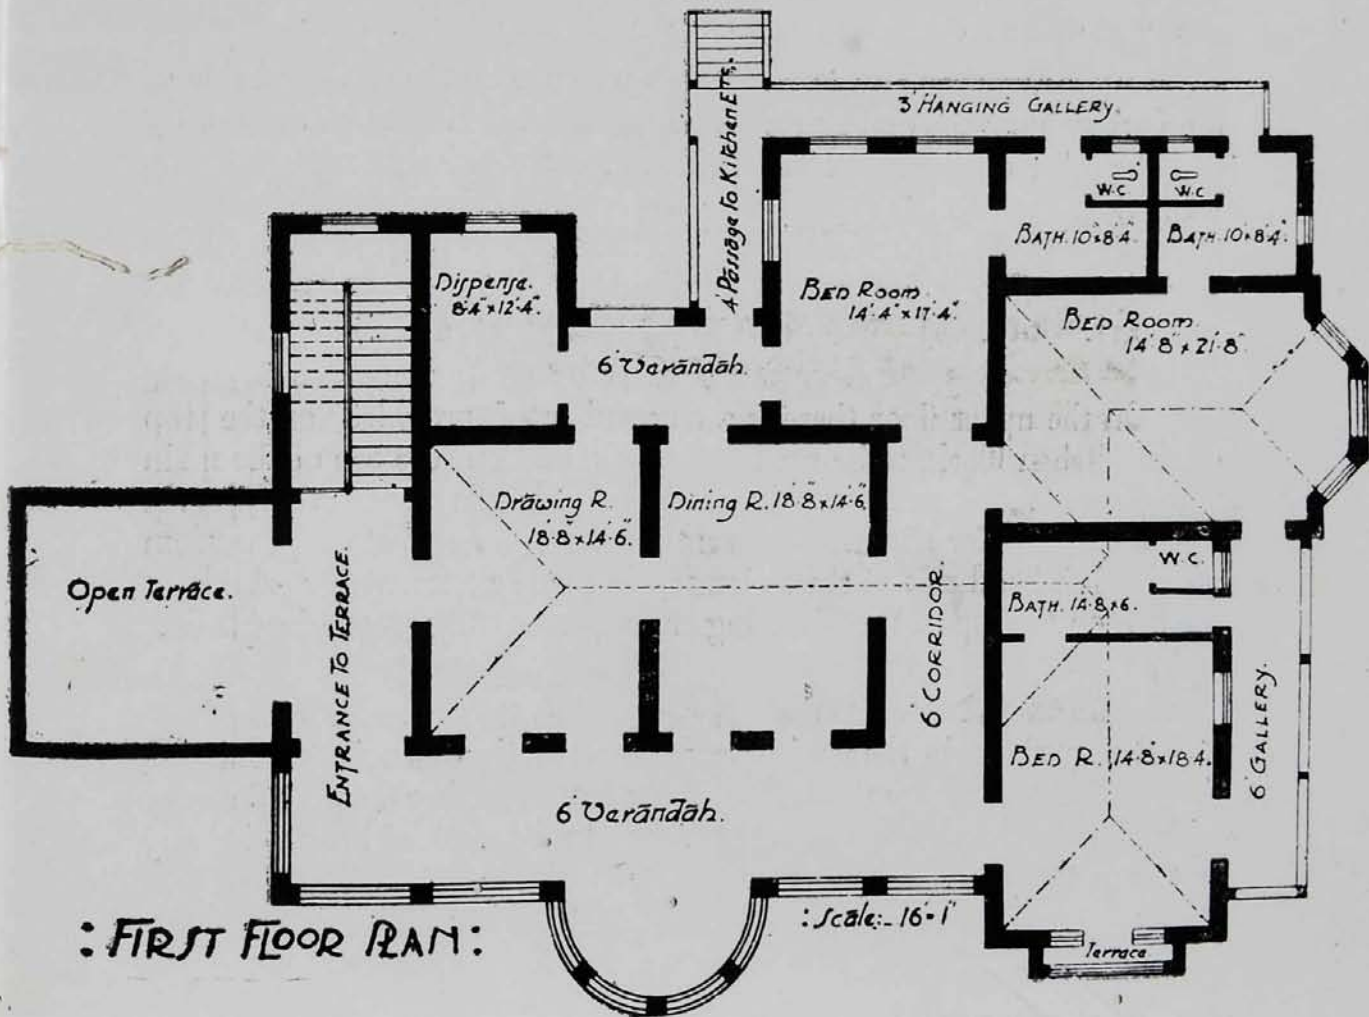 3' HANGING GALLERY.
4' Passage to Kitchen ETC.
W.C
W.C
BATH. 10'×8'4".
BATH. 10'×8'4".
Dispense.
8'4"×12'4".
BED ROOM.
14'.4"×17'.4".
BED ROOM.
14'8"×21'.8".
6' Verandah.
Drawing R.
18'8"×14'.6".
Dining R. 18'8"×14'6".
Open Terrace.
ENTRANCE TO TERRACE.
6' CORRIDOR.
BATH. 14'.8"×6'.
W.C.
BED R. 14'.8"×18'4.
6' GALLERY.
6' Verandah.
: FIRST FLOOR PLAN :
: Scale:- 16'=1"
Terrace